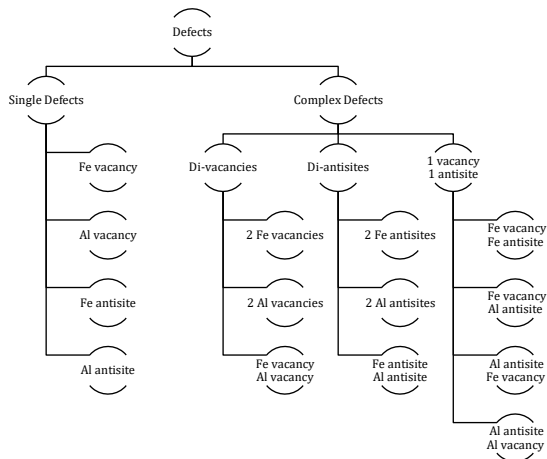 Defects
Single Defects
Complex Defects
Fe vacancy
Al vacancy
Fe antisite
Al antisite
Di-vacancies
2 Fe vacancies
2 Al vacancies
Fe vacancy
Al vacancy
Di-antisites
2 Fe antisites
2 Al antisites
Fe antisite
Al antisite
1 vacancy
1 antisite
Fe vacancy
Fe antisite
Fe vacancy
Al antisite
Al antisite
Fe vacancy
Al antisite
Al vacancy